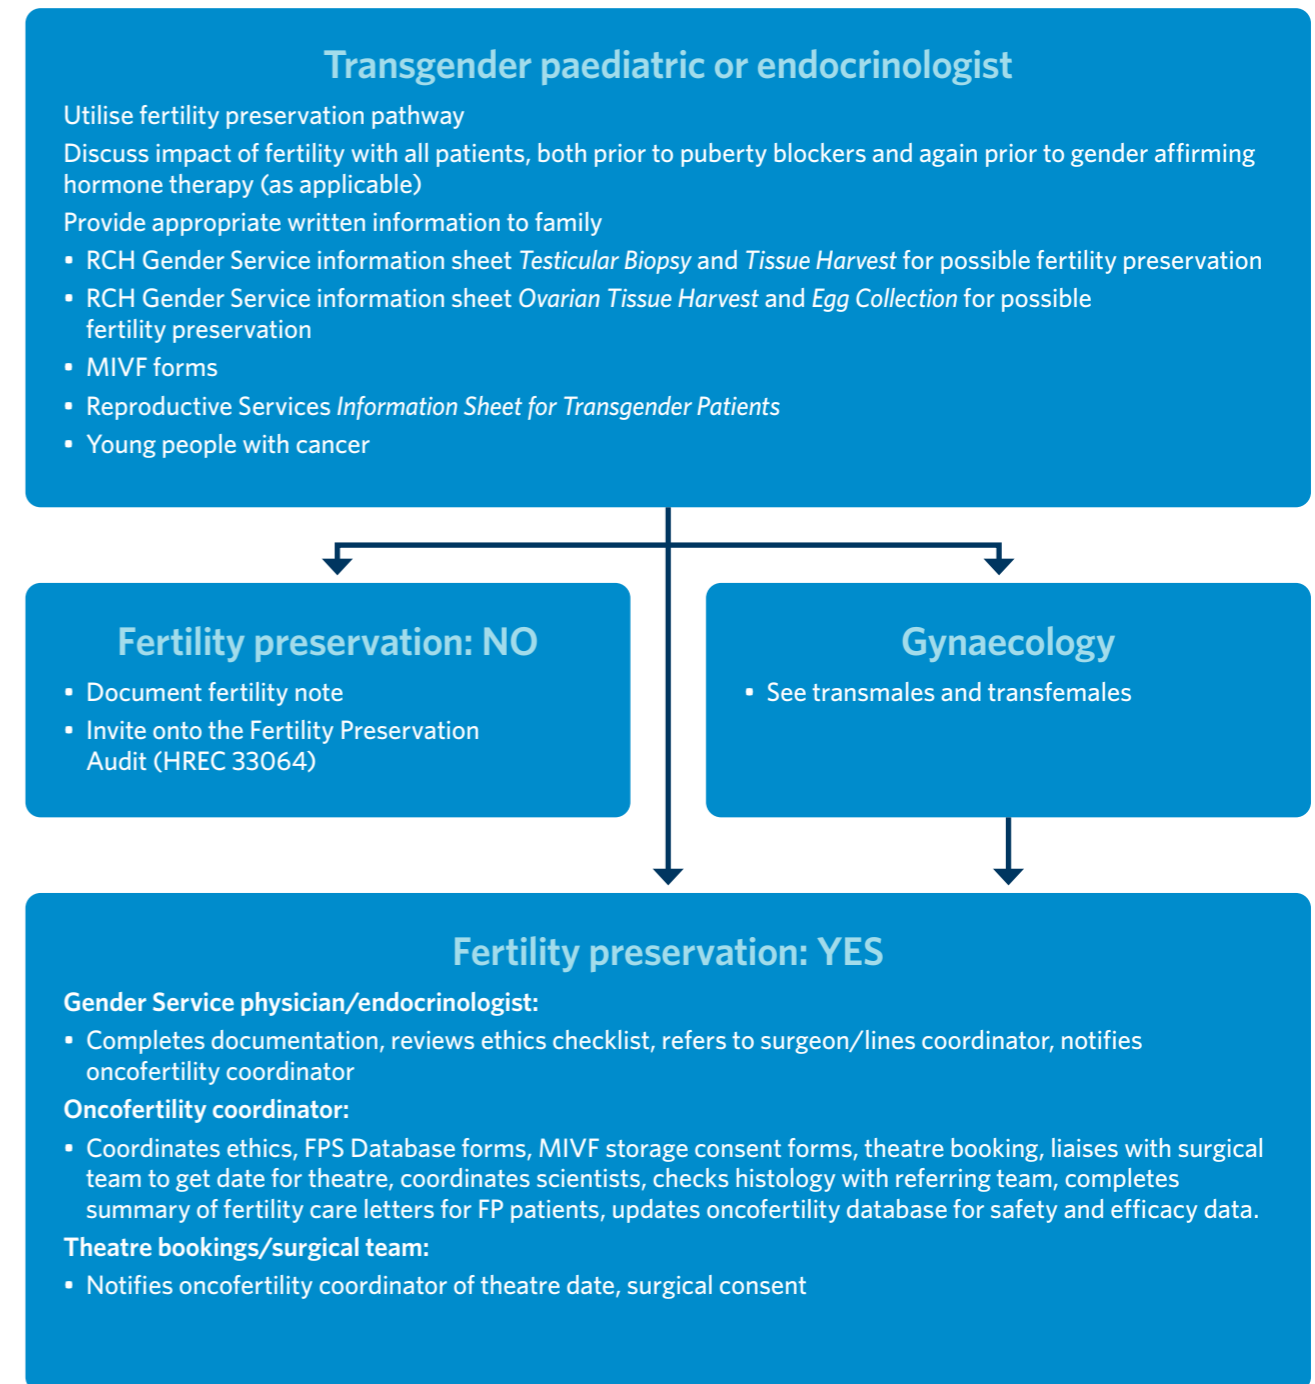 Transgender paediatric or endocrinologist
Utilise fertility preservation pathway
Discuss impact of fertility with all patients, both prior to puberty blockers and again prior to gender affirming
hormone therapy (as applicable)
Provide appropriate written information to family
▪ RCH Gender Service information sheet Testicular Biopsy and Tissue Harvest for possible fertility preservation
▪ RCH Gender Service information sheet Ovarian Tissue Harvest and Egg Collection for possible
fertility preservation
▪ MIVF forms
▪ Reproductive Services Information Sheet for Transgender Patients
▪ Young people with cancer
Fertility preservation: NO
▪ Document fertility note
▪ Invite onto the Fertility Preservation
Audit (HREC 33064)
Gynaecology
▪ See transmales and transfemales
Fertility preservation: YES
Gender Service physician/endocrinologist:
▪ Completes documentation, reviews ethics checklist, refers to surgeon/lines coordinator, notifies
oncofertility coordinator
Oncofertility coordinator:
▪ Coordinates ethics, FPS Database forms, MIVF storage consent forms, theatre booking, liaises with surgical
team to get date for theatre, coordinates scientists, checks histology with referring team, completes
summary of fertility care letters for FP patients, updates oncofertility database for safety and efficacy data.
Theatre bookings/surgical team:
▪ Notifies oncofertility coordinator of theatre date, surgical consent